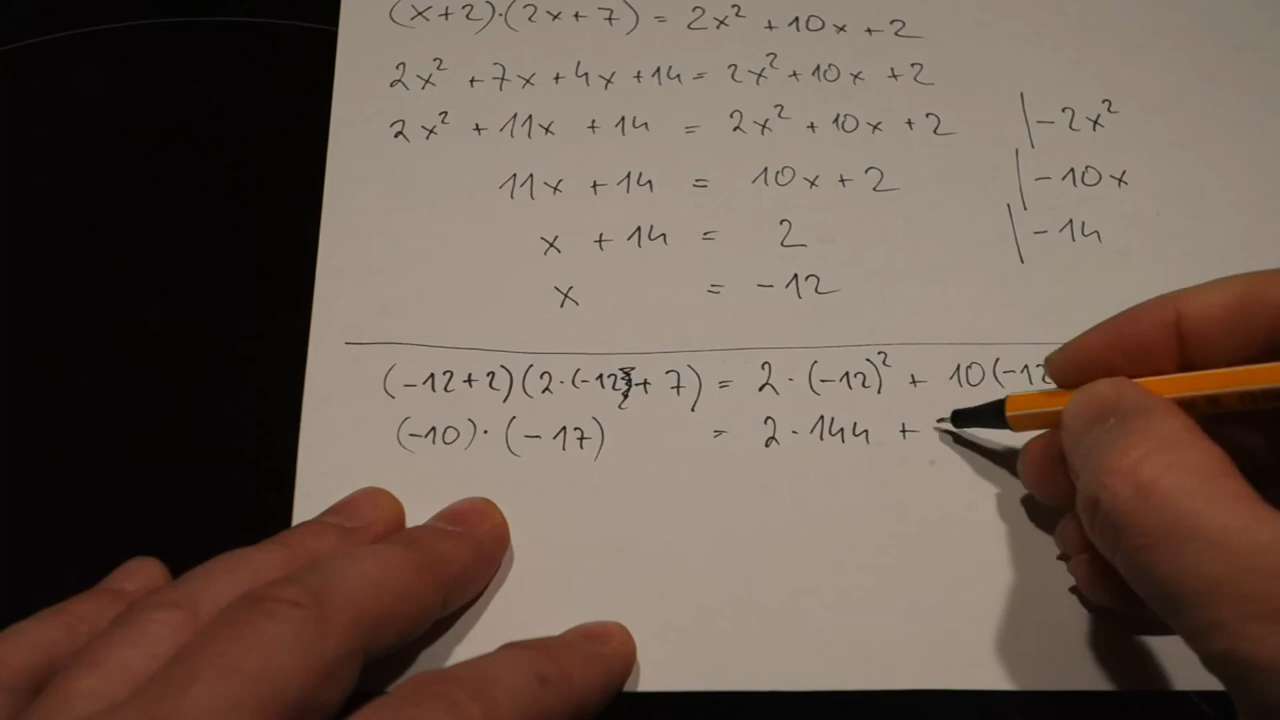 (x+2)·(2x+7) = 2x² +10x +2
2x² +7x +4x +14 = 2x² +10x +2
2x² +11x +14 = 2x² +10x +2 |-2x²
11x +14 = 10x +2 |-10x
x +14 = 2 |-14
x = -12
(-12+2)(2·(-12)+7) = 2·(-12)² + 10(-12
(-10)·(-17) = 2·144 +